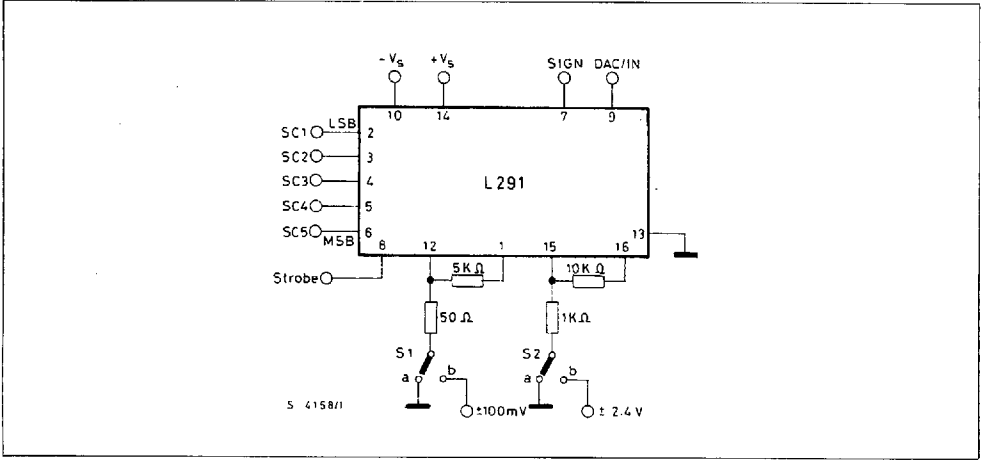 -Vs +Vs SIGN DAC/IN
10 14 7 9
SC1 LSB 2
SC2 3
SC3 4
L291
SC4 5
SC5 MSB 6
13
8 12 1 15 16
5KΩ 10KΩ
Strobe
50Ω 1KΩ
S1 S2
a b a b
S 4158/1
±100mV ± 2.4V